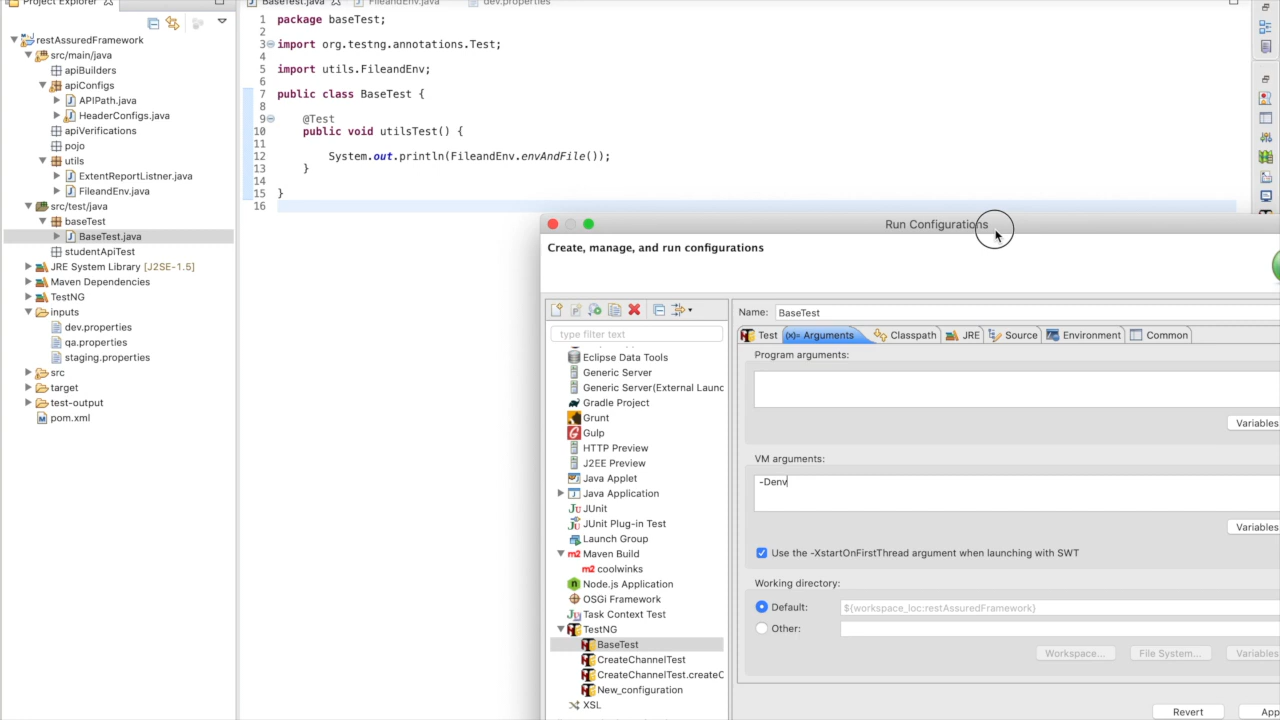 Project Explorer
restAssuredFramework
src/main/java
apiBuilders
apiConfigs
APIPath.java
HeaderConfigs.java
apiVerifications
pojo
utils
ExtentReportListner.java
FileandEnv.java
src/test/java
baseTest
BaseTest.java
studentApiTest
JRE System Library [J2SE-1.5]
Maven Dependencies
TestNG
inputs
dev.properties
qa.properties
staging.properties
src
target
test-output
pom.xml
BaseTest.java
FileandEnv.java
dev.properties
1 package baseTest;
2
3 import org.testng.annotations.Test;
4
5 import utils.FileandEnv;
6
7 public class BaseTest {
8
9 @Test
10 public void utilsTest() {
11
12 System.out.println(FileandEnv.envAndFile());
13 }
14
15 }
16
Run Configurations
Create, manage, and run configurations
type filter text
Eclipse Data Tools
Generic Server
Generic Server(External Launc
Gradle Project
Grunt
Gulp
HTTP Preview
J2EE Preview
Java Applet
Java Application
JUnit
JUnit Plug-in Test
Launch Group
Maven Build
coolwinks
Node.js Application
OSGi Framework
Task Context Test
TestNG
BaseTest
CreateChannelTest
CreateChannelTest.createC
New_configuration
XSL
Name: BaseTest
Test (x)= Arguments Classpath JRE Source Environment Common
Program arguments:
Variables
VM arguments:
-Denv
Variables
Use the -XstartOnFirstThread argument when launching with SWT
Working directory:
Default: ${workspace_loc:restAssuredFramework}
Other:
Workspace... File System... Variables
Revert App